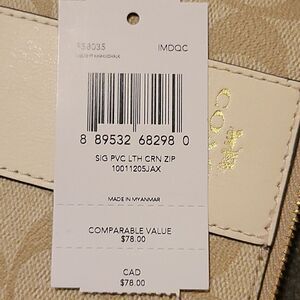 F58035
IMDQC
8 89532 68298 0
SIG PVC LTH CRN ZIP
10011205JAX
MADE IN MYANMAR
COMPARABLE VALUE
$78.00
CAD
$78.00